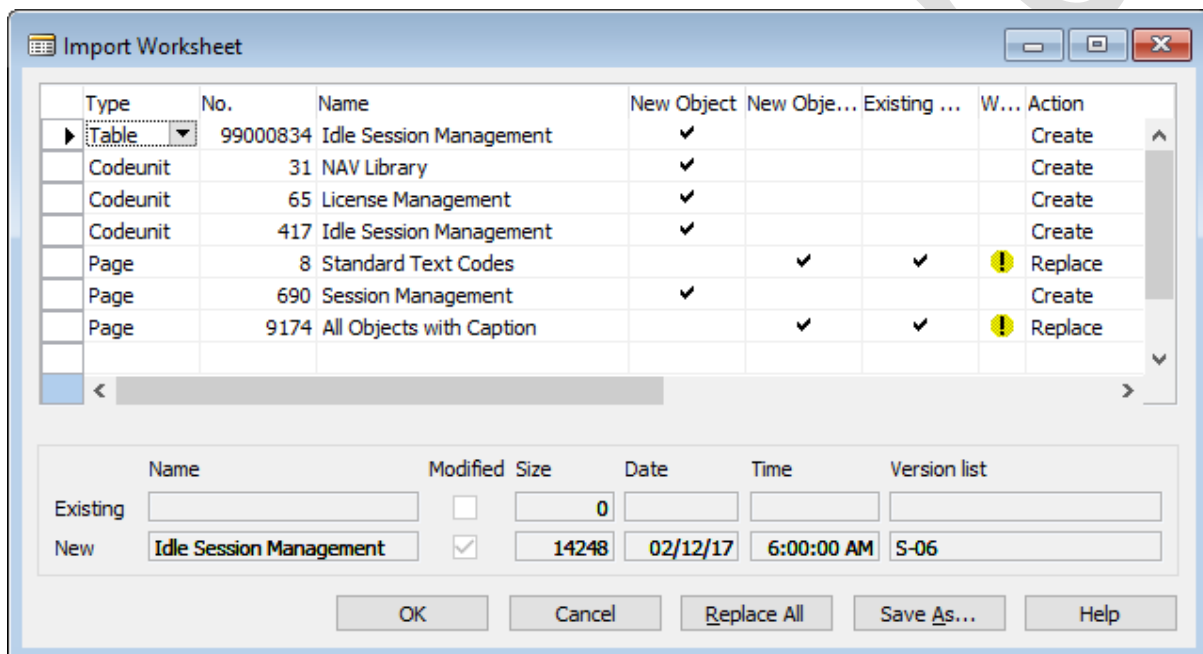 Import Worksheet
Type No. Name New Object New Obje... Existing ... W... Action
Table 99000834 Idle Session Management Create
Codeunit 31 NAV Library Create
Codeunit 65 License Management Create
Codeunit 417 Idle Session Management Create
Page 8 Standard Text Codes Replace
Page 690 Session Management Create
Page 9174 All Objects with Caption Replace
Name Modified Size Date Time Version list
Existing 0
New Idle Session Management 14248 02/12/17 6:00:00 AM S-06
OK Cancel Replace All Save As... Help